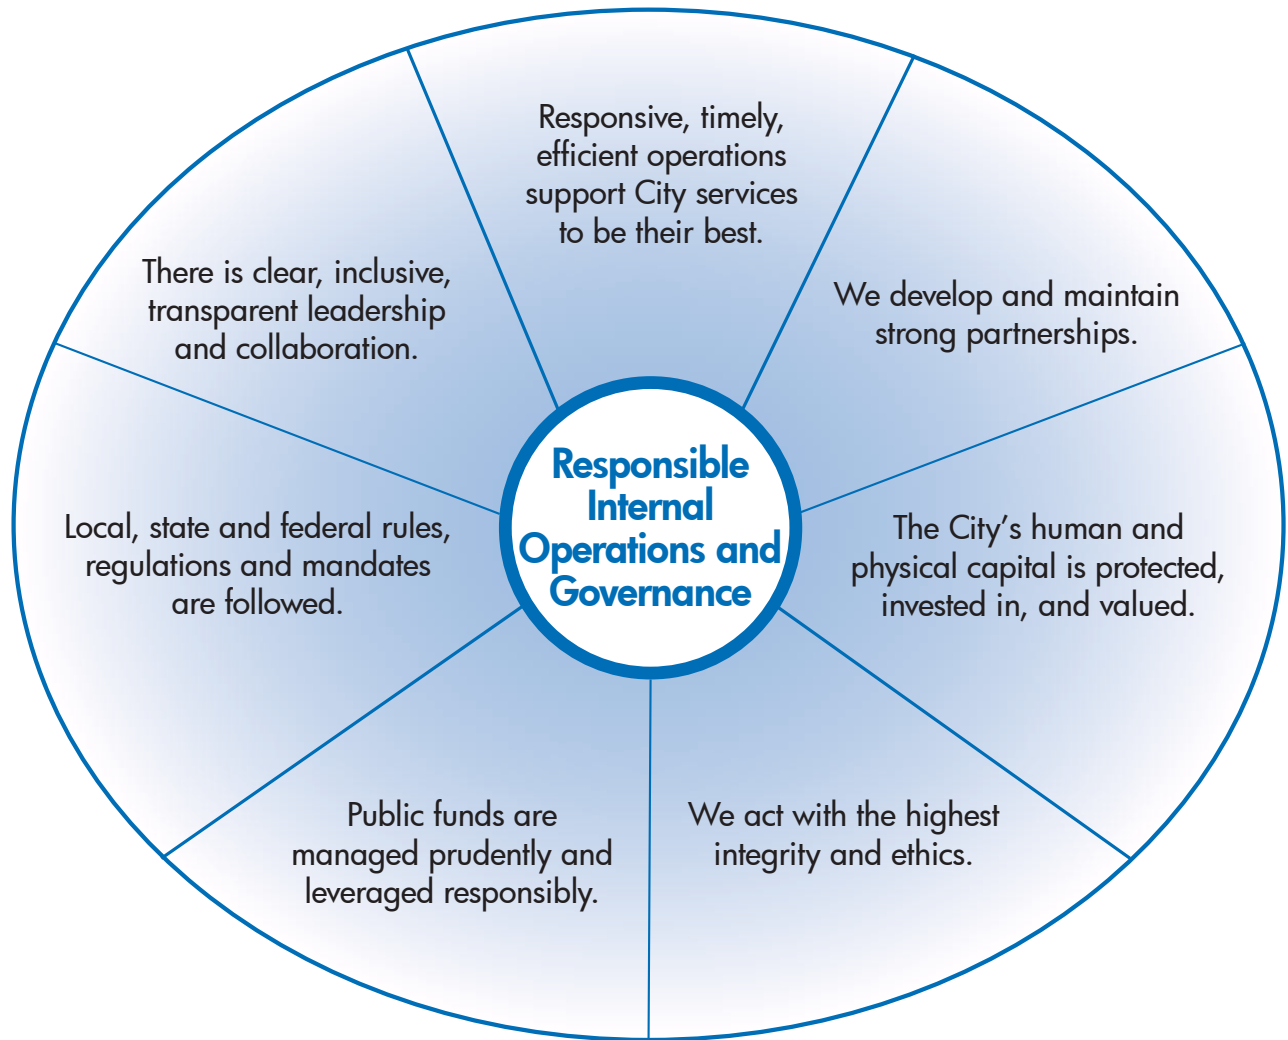 Responsive, timely,
efficient operations
support City services
to be their best.
There is clear, inclusive,
transparent leadership
and collaboration.
We develop and maintain
strong partnerships.
Responsible
Internal
Operations and
Governance
Local, state and federal rules,
regulations and mandates
are followed.
The City’s human and
physical capital is protected,
invested in, and valued.
Public funds are
managed prudently and
leveraged responsibly.
We act with the highest
integrity and ethics.